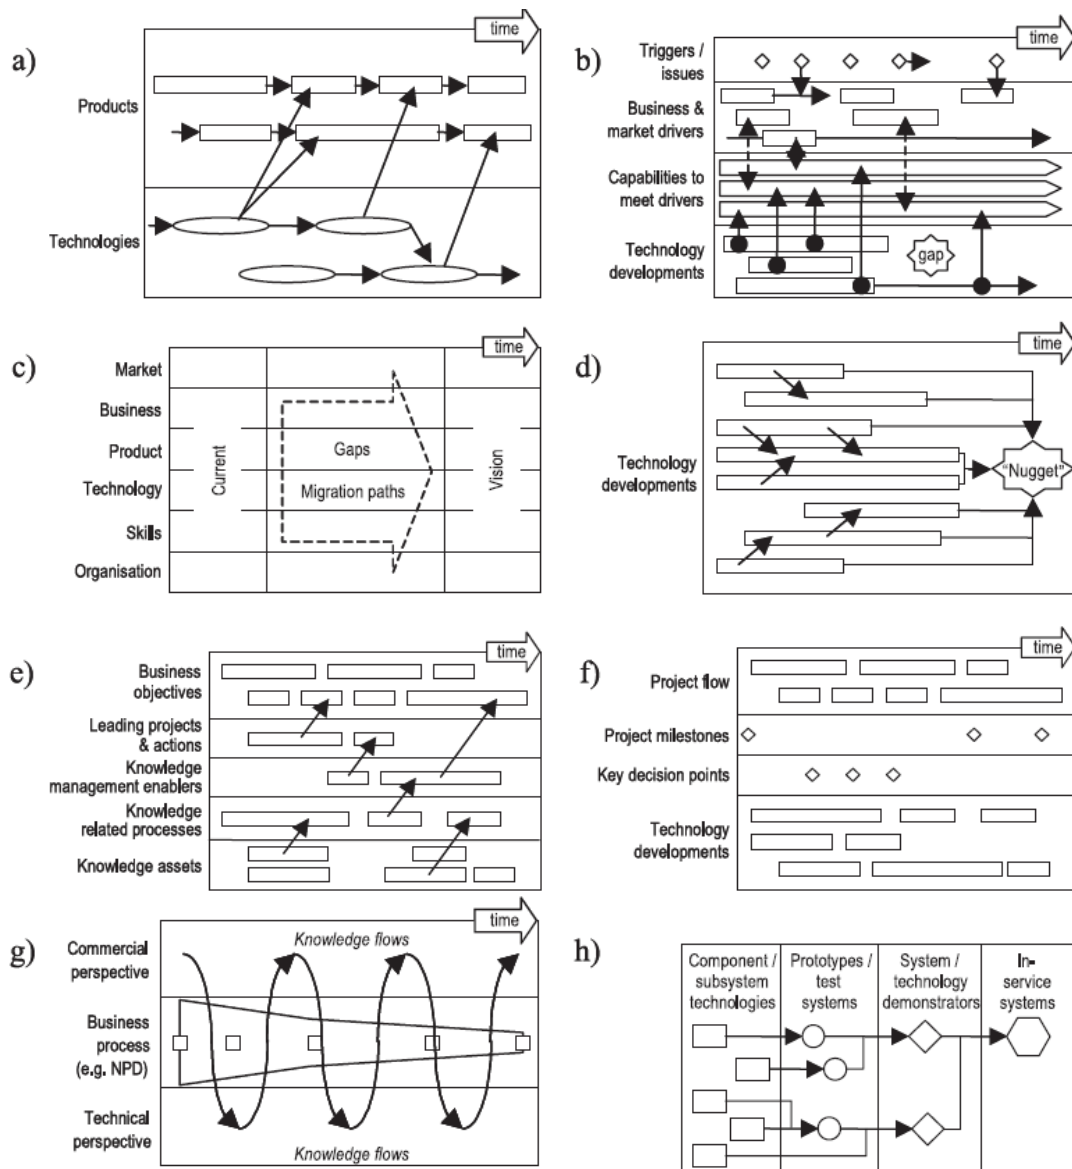 a)
time
Products
Technologies
b)
time
Triggers /
issues
Business &
market drivers
Capabilities to
meet drivers
Technology
developments
gap
c)
time
Market
Business
Product
Technology
Skills
Organisation
Current
Gaps
Migration paths
Vision
d)
time
Technology
developments
"Nugget"
e)
time
Business
objectives
Leading projects
& actions
Knowledge
management enablers
Knowledge
related processes
Knowledge assets
f)
time
Project flow
Project milestones
Key decision points
Technology
developments
g)
time
Commercial
perspective
Knowledge flows
Business
process
(e.g. NPD)
Technical
perspective
Knowledge flows
h)
Component /
subsystem
technologies
Prototypes /
test
systems
System /
technology
demonstrators
In-
service
systems